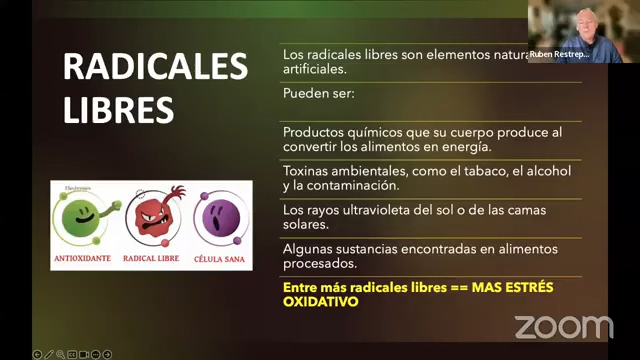 RADICALES
LIBRES
Los radicales libres son elementos
artificiales.
Pueden ser:
Productos químicos que su cuerpo produce al
convertir los alimentos en energía.
Toxinas ambientales, como el tabaco, el alcohol
y la contaminación.
Los rayos ultravioleta del sol o de las camas
solares.
Algunas sustancias encontradas en alimentos
procesados.
Entre más radicales libres == MAS ESTRÉS
OXIDATIVO
ANTIOXIDANTE RADICAL LIBRE CÉLULA SANA
Ruben Restrep...
zoom